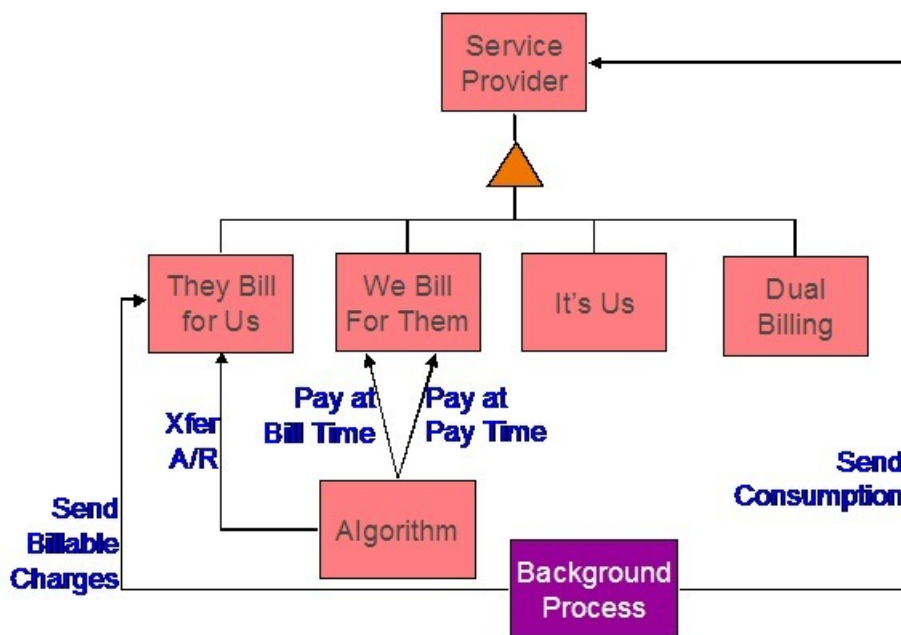 Service
Provider
They Bill
for Us
We Bill
For Them
It's Us
Dual
Billing
Xfer
A/R
Pay at
Bill Time
Pay at
Pay Time
Send
Consumption
Send
Billable
Charges
Algorithm
Background
Process